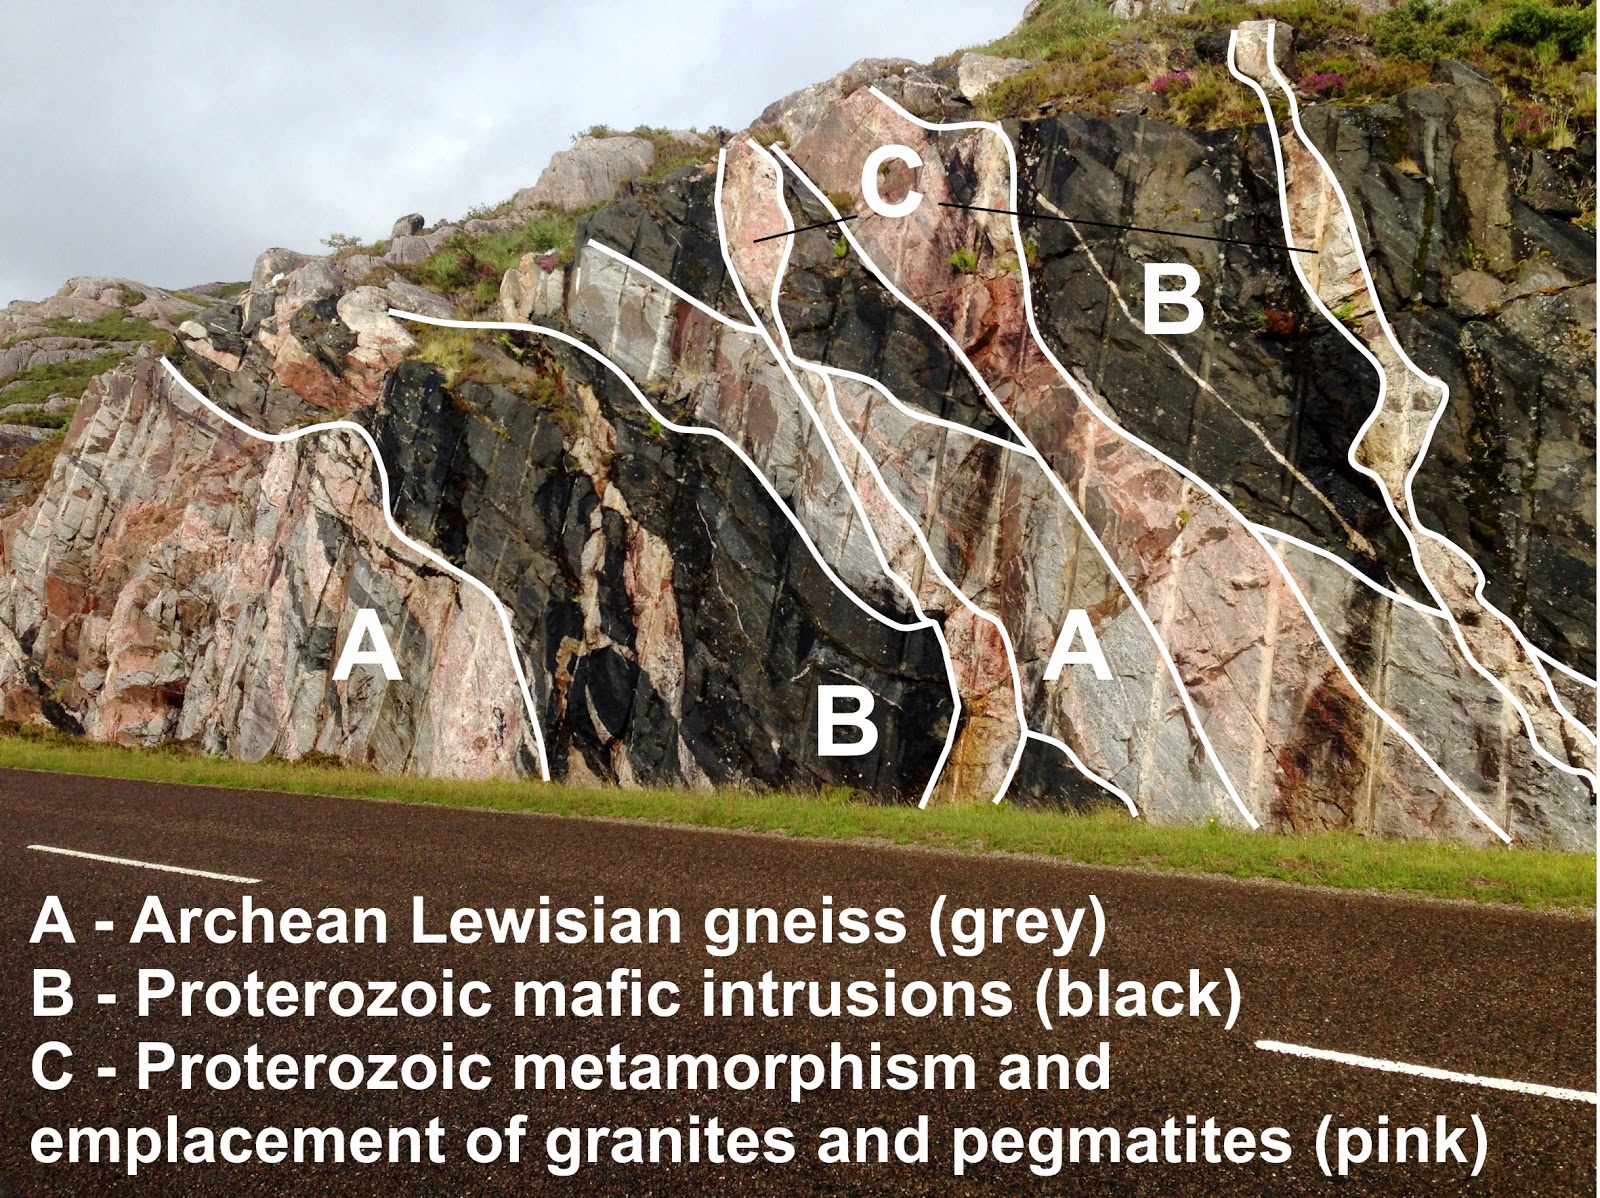 C
B
A
A
B
A - Archean Lewisian gneiss (grey)
B - Proterozoic mafic intrusions (black)
C - Proterozoic metamorphism and
emplacement of granites and pegmatites (pink)